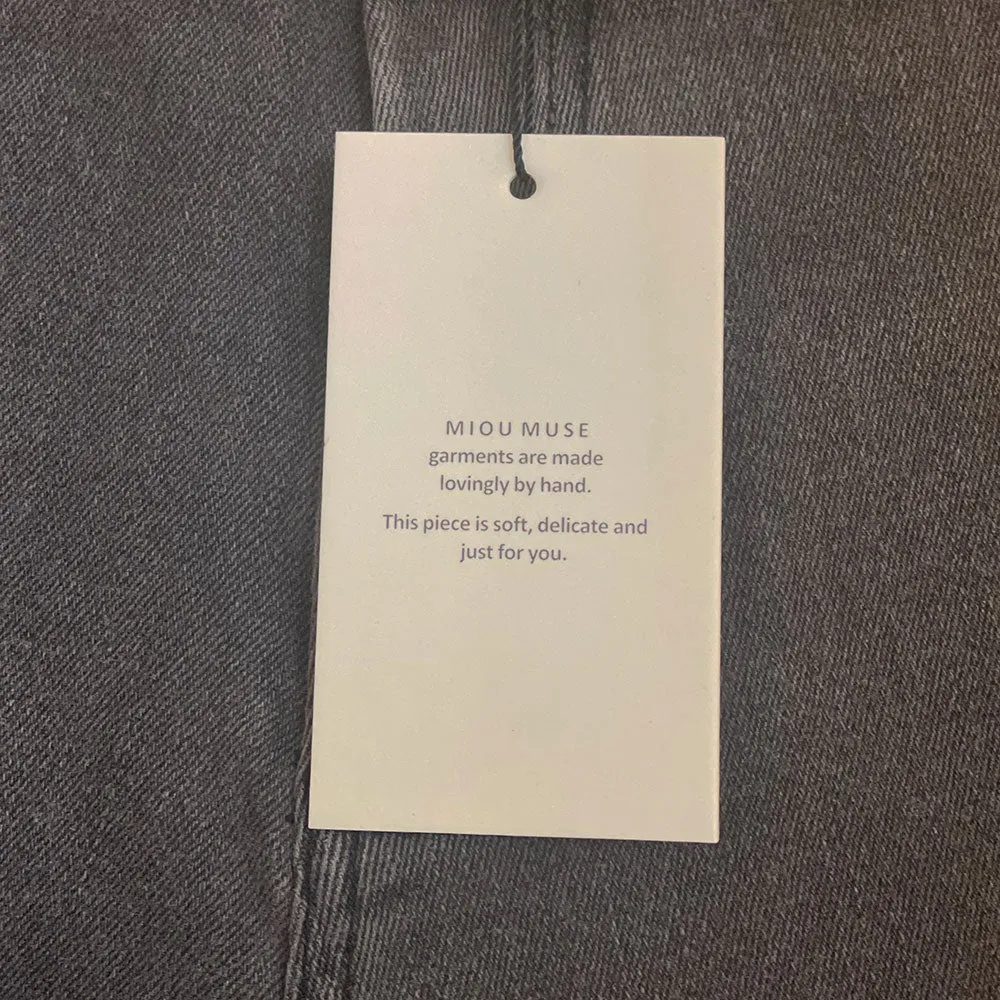 MIOU MUSE
garments are made
lovingly by hand.
This piece is soft, delicate and
just for you.